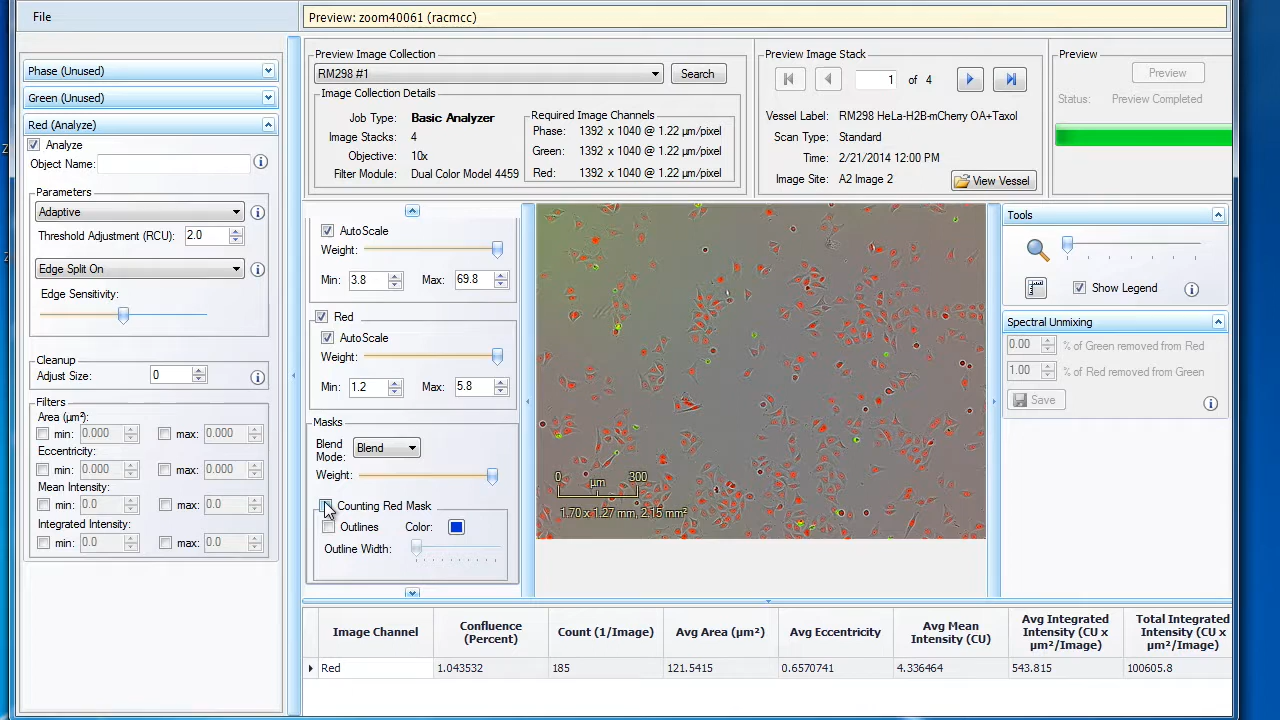 File
Preview: zoom40061 (racmcc)
Phase (Unused)
Green (Unused)
Red (Analyze)
Analyze
Object Name:
Parameters
Adaptive
Threshold Adjustment (RCU): 2.0
Edge Split On
Edge Sensitivity:
Cleanup
Adjust Size: 0
Filters
Area (µm²):
min: 0.000 max: 0.000
Eccentricity:
min: 0.000 max: 0.000
Mean Intensity:
min: 0.0 max: 0.0
Integrated Intensity:
min: 0.0 max: 0.0
Preview Image Collection
RM298 #1 Search
Image Collection Details
Job Type: Basic Analyzer
Image Stacks: 4
Objective: 10x
Filter Module: Dual Color Model 4459
Required Image Channels
Phase: 1392 x 1040 @ 1.22 µm/pixel
Green: 1392 x 1040 @ 1.22 µm/pixel
Red: 1392 x 1040 @ 1.22 µm/pixel
Preview Image Stack
1 of 4
Vessel Label: RM298 HeLa-H2B-mCherry OA+Taxol
Scan Type: Standard
Time: 2/21/2014 12:00 PM
Image Site: A2 Image 2 View Vessel
Preview
Preview
Status: Preview Completed
AutoScale
Weight:
Min: 3.8 Max: 69.8
Red
AutoScale
Weight:
Min: 1.2 Max: 5.8
Masks
Blend Mode: Blend
Weight:
Counting Red Mask
Outlines Color:
Outline Width:
0 µm 300
1.70 x 1.27 mm, 2.15 mm²
Tools
Show Legend
Spectral Unmixing
0.00 % of Green removed from Red
1.00 % of Red removed from Green
Save
Image Channel Confluence (Percent) Count (1/Image) Avg Area (µm²) Avg Eccentricity Avg Mean Intensity (CU) Avg Integrated Intensity (CU x µm²/Image) Total Integrated Intensity (CU x µm²/Image)
Red 1.043532 185 121.5415 0.6570741 4.336464 543.815 100605.8